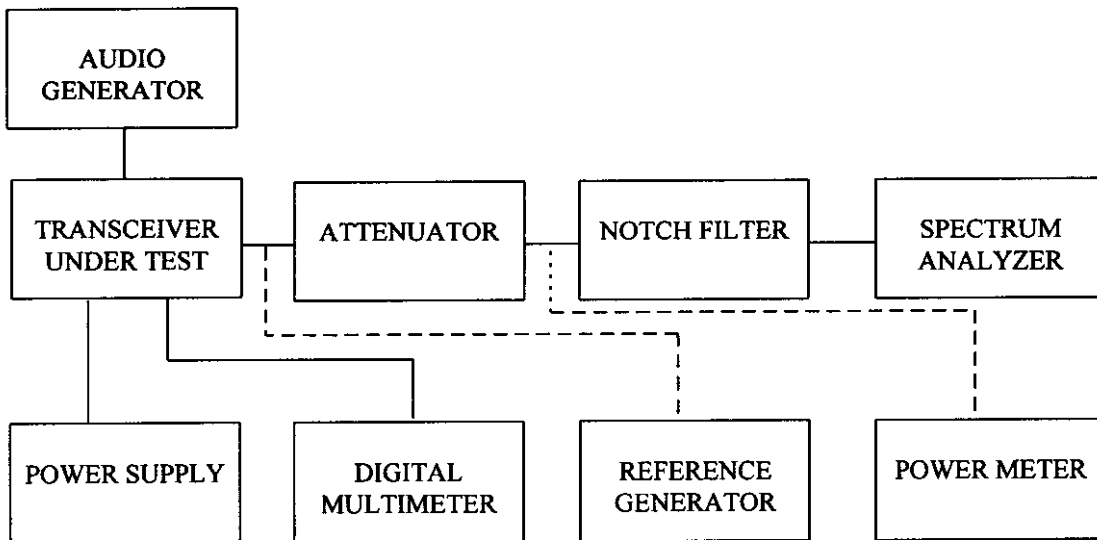 AUDIO
GENERATOR
TRANSCEIVER
UNDER TEST
ATTENUATOR
NOTCH FILTER
SPECTRUM
ANALYZER
POWER SUPPLY
DIGITAL
MULTIMETER
REFERENCE
GENERATOR
POWER METER